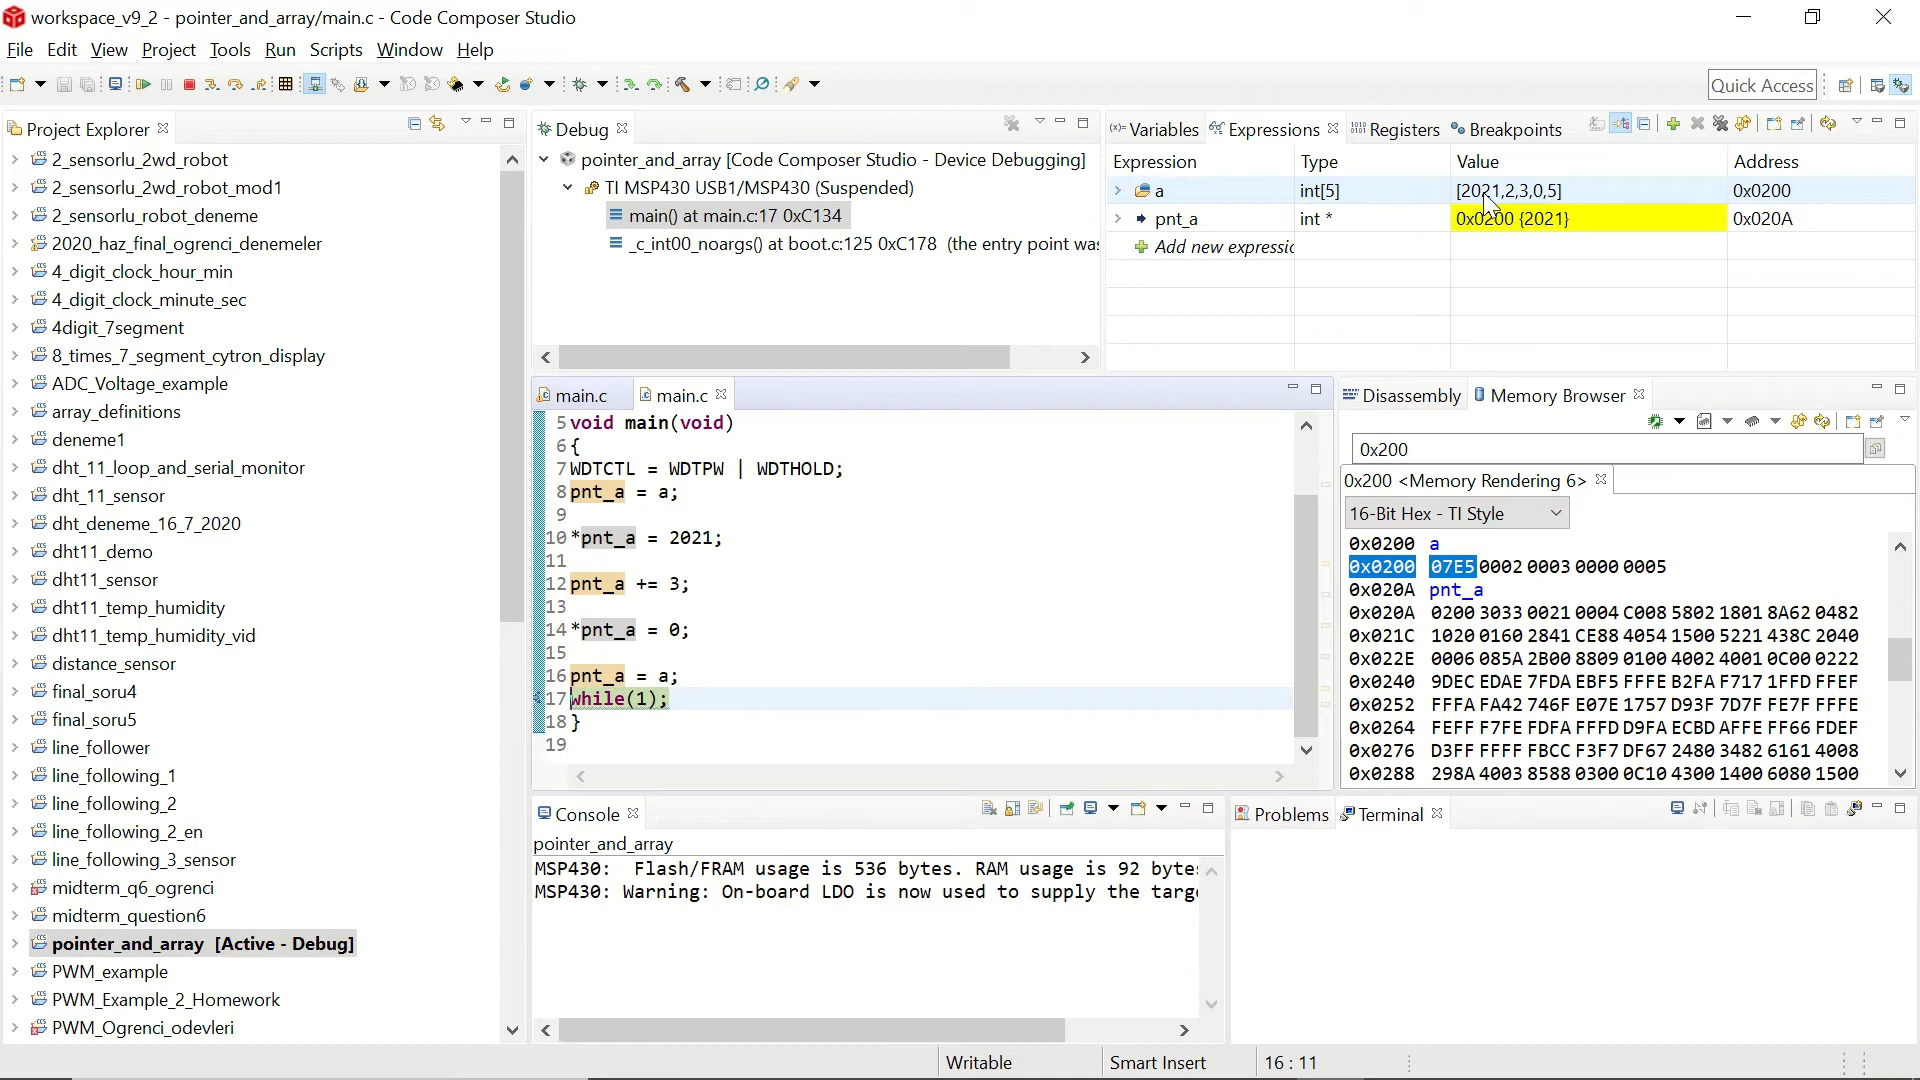 workspace_v9_2 - pointer_and_array/main.c - Code Composer Studio
File Edit View Project Tools Run Scripts Window Help
Quick Access
Project Explorer
2_sensorlu_2wd_robot
2_sensorlu_2wd_robot_mod1
2_sensorlu_robot_deneme
2020_haz_final_ogrenci_denemeler
4_digit_clock_hour_min
4_digit_clock_minute_sec
4digit_7segment
8_times_7_segment_cytron_display
ADC_Voltage_example
array_definitions
deneme1
dht_11_loop_and_serial_monitor
dht_11_sensor
dht_deneme_16_7_2020
dht11_demo
dht11_sensor
dht11_temp_humidity
dht11_temp_humidity_vid
distance_sensor
final_soru4
final_soru5
line_follower
line_following_1
line_following_2
line_following_2_en
line_following_3_sensor
midterm_q6_ogrenci
midterm_question6
pointer_and_array [Active - Debug]
PWM_example
PWM_Example_2_Homework
PWM_Ogrenci_odevleri
Debug
pointer_and_array [Code Composer Studio - Device Debugging]
TI MSP430 USB1/MSP430 (Suspended)
main() at main.c:17 0xC134
_c_int00_noargs() at boot.c:125 0xC178 (the entry point was
(x)= Variables Expressions Registers Breakpoints
Expression Type Value Address
a int[5] [2021,2,3,0,5] 0x0200
pnt_a int * 0x0200 {2021} 0x020A
Add new expressic
main.c main.c
5 void main(void)
6 {
7 WDTCTL = WDTPW | WDTHOLD;
8 pnt_a = a;
9
10 *pnt_a = 2021;
11
12 pnt_a += 3;
13
14 *pnt_a = 0;
15
16 pnt_a = a;
17 while(1);
18 }
19
Disassembly Memory Browser
0x200
0x200 <Memory Rendering 6>
16-Bit Hex - TI Style
0x0200 a
0x0200 07E5 0002 0003 0000 0005
0x020A pnt_a
0x020A 0200 3033 0021 0004 C008 5802 1801 8A62 0482
0x021C 1020 0160 2841 CE88 4054 1500 5221 438C 2040
0x022E 0006 085A 2B00 8809 0100 4002 4001 0C00 0222
0x0240 9DEC EDAE 7FDA EBF5 FFFE B2FA F717 1FFD FFEF
0x0252 FFFA FA42 746F E07E 1757 D93F 7D7F FE7F FFFE
0x0264 FEFF F7FE FDFA FFFD D9FA ECBD AFFE FF66 FDEF
0x0276 D3FF FFFF FBCC F3F7 DF67 2480 3482 6161 4008
0x0288 298A 4003 8588 0300 0C10 4300 1400 6080 1500
Console
pointer_and_array
MSP430: Flash/FRAM usage is 536 bytes. RAM usage is 92 byte
MSP430: Warning: On-board LDO is now used to supply the targ
Problems Terminal
Writable Smart Insert 16 : 11